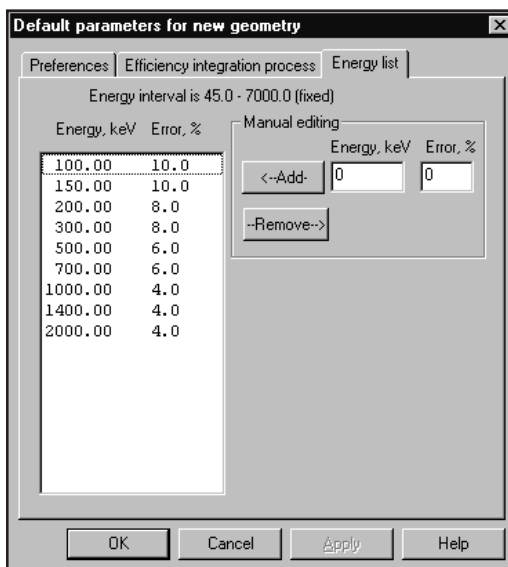 Default parameters for new geometry
Preferences Efficiency integration process Energy list
Energy interval is 45.0 - 7000.0 (fixed)
Energy, keV Error, %
100.00 10.0
150.00 10.0
200.00 8.0
300.00 8.0
500.00 6.0
700.00 6.0
1000.00 4.0
1400.00 4.0
2000.00 4.0
Manual editing
Energy, keV Error, %
<--Add- 0 0
--Remove-->
OK Cancel Apply Help